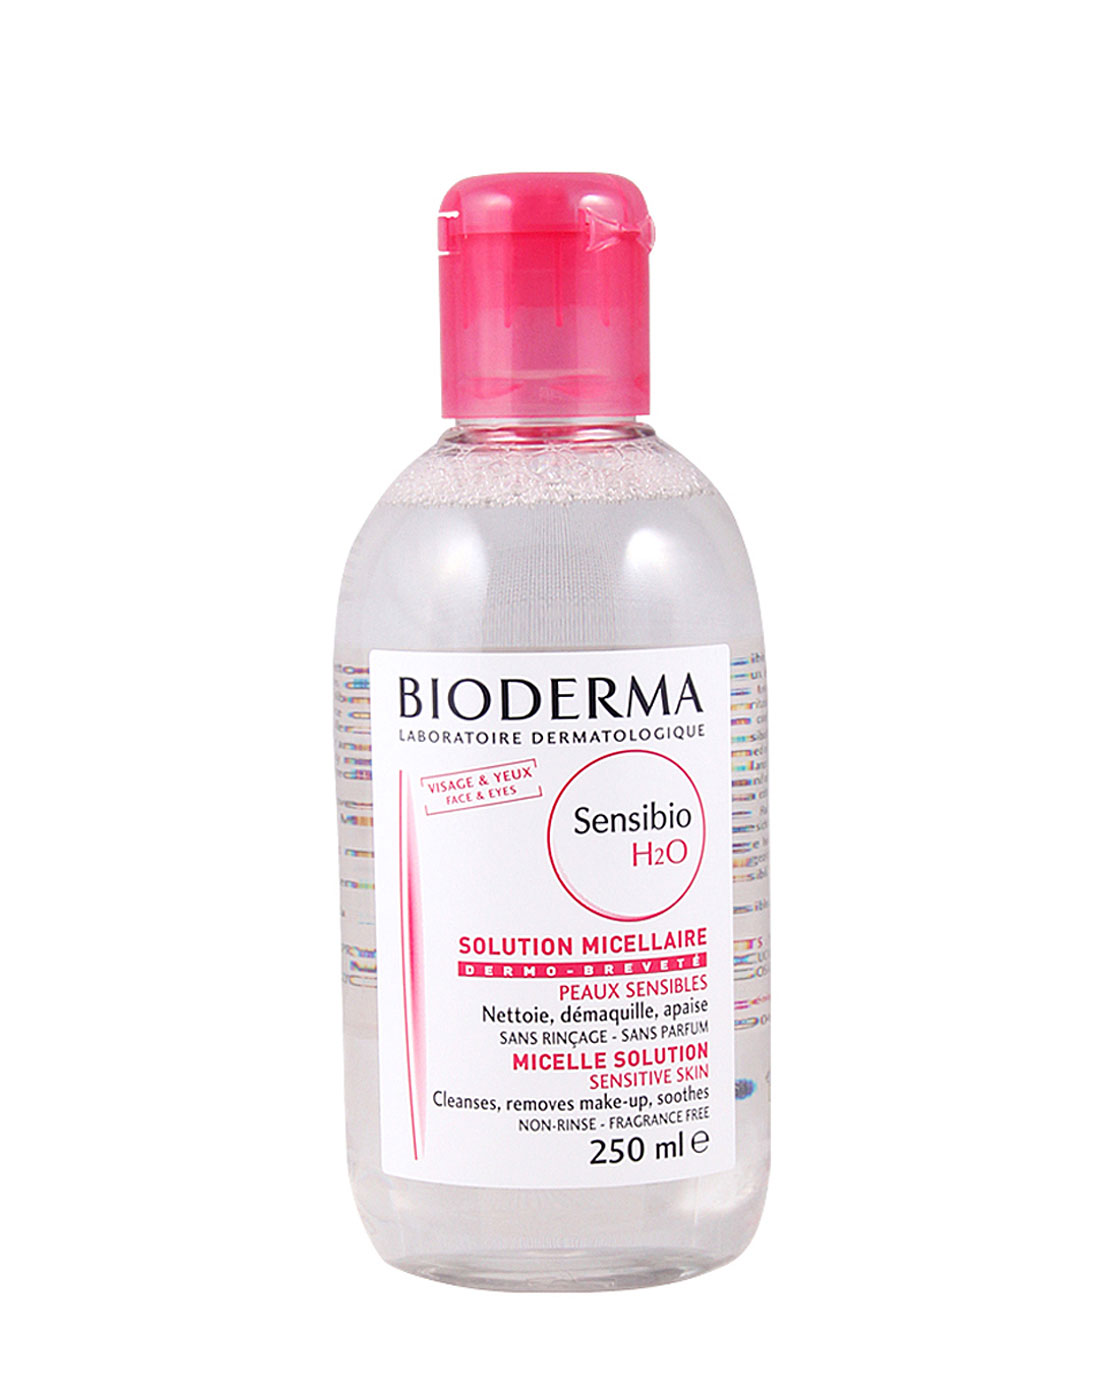 BIODERMA
LABORATOIRE DERMATOLOGIQUE
VISAGE & YEUX
FACE & EYES
Sensibio
H2O
SOLUTION MICELLAIRE
DERMO-BREVETÉ
PEAUX SENSIBLES
Nettoie, démaquille, apaise
SANS RINÇAGE - SANS PARFUM
MICELLE SOLUTION
SENSITIVE SKIN
Cleanses, removes make-up, soothes
NON-RINSE - FRAGRANCE FREE
250 ml ℮